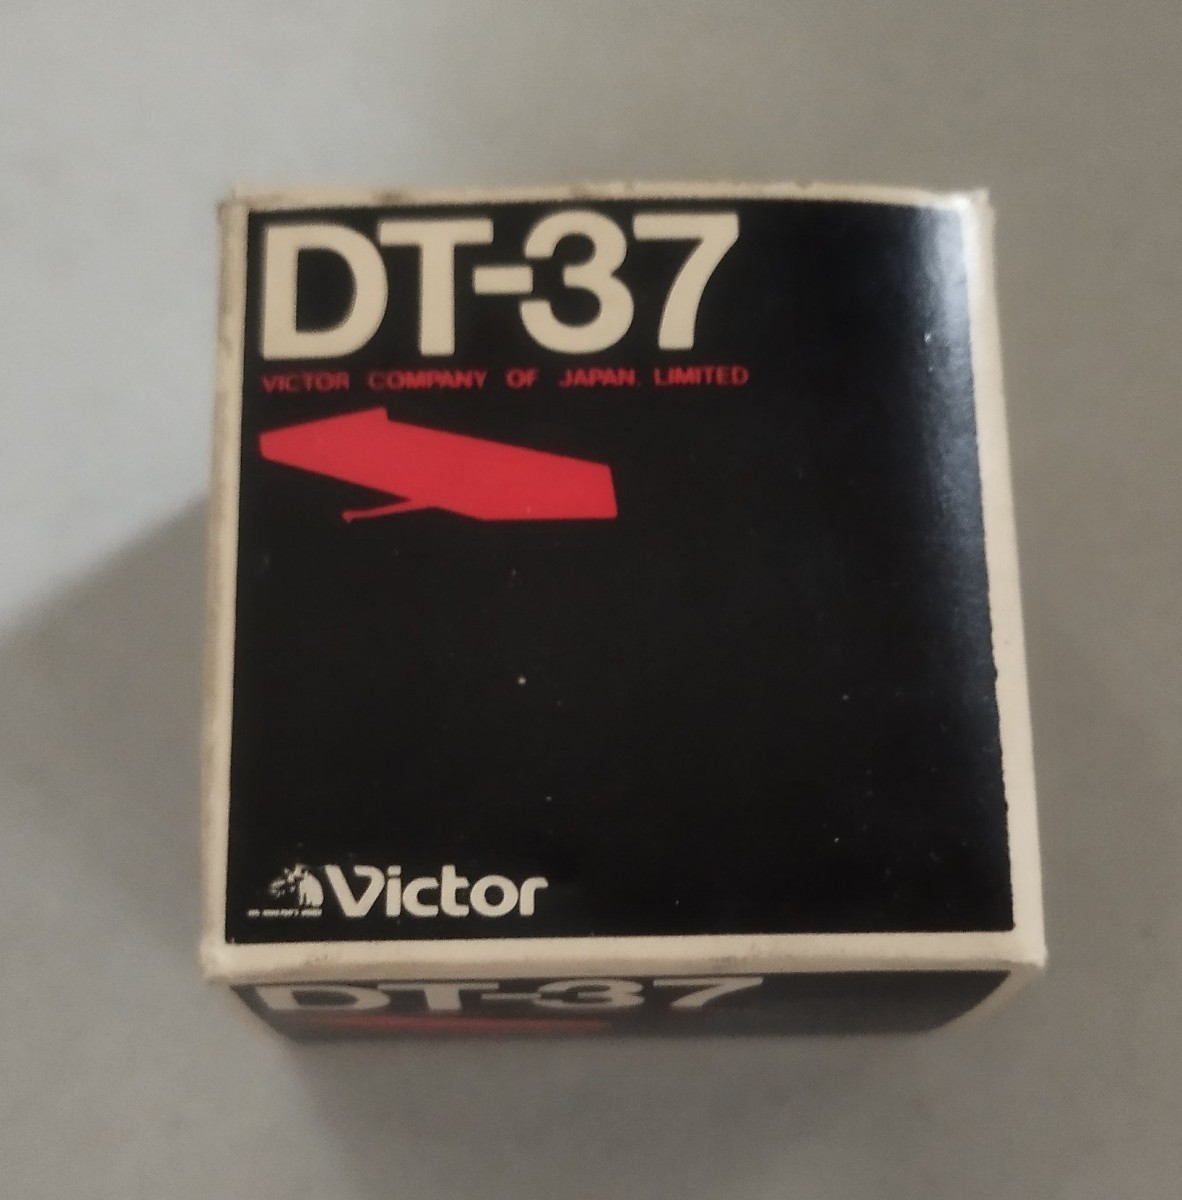 DT-37
VICTOR COMPANY OF JAPAN, LIMITED
Victor
DT-37